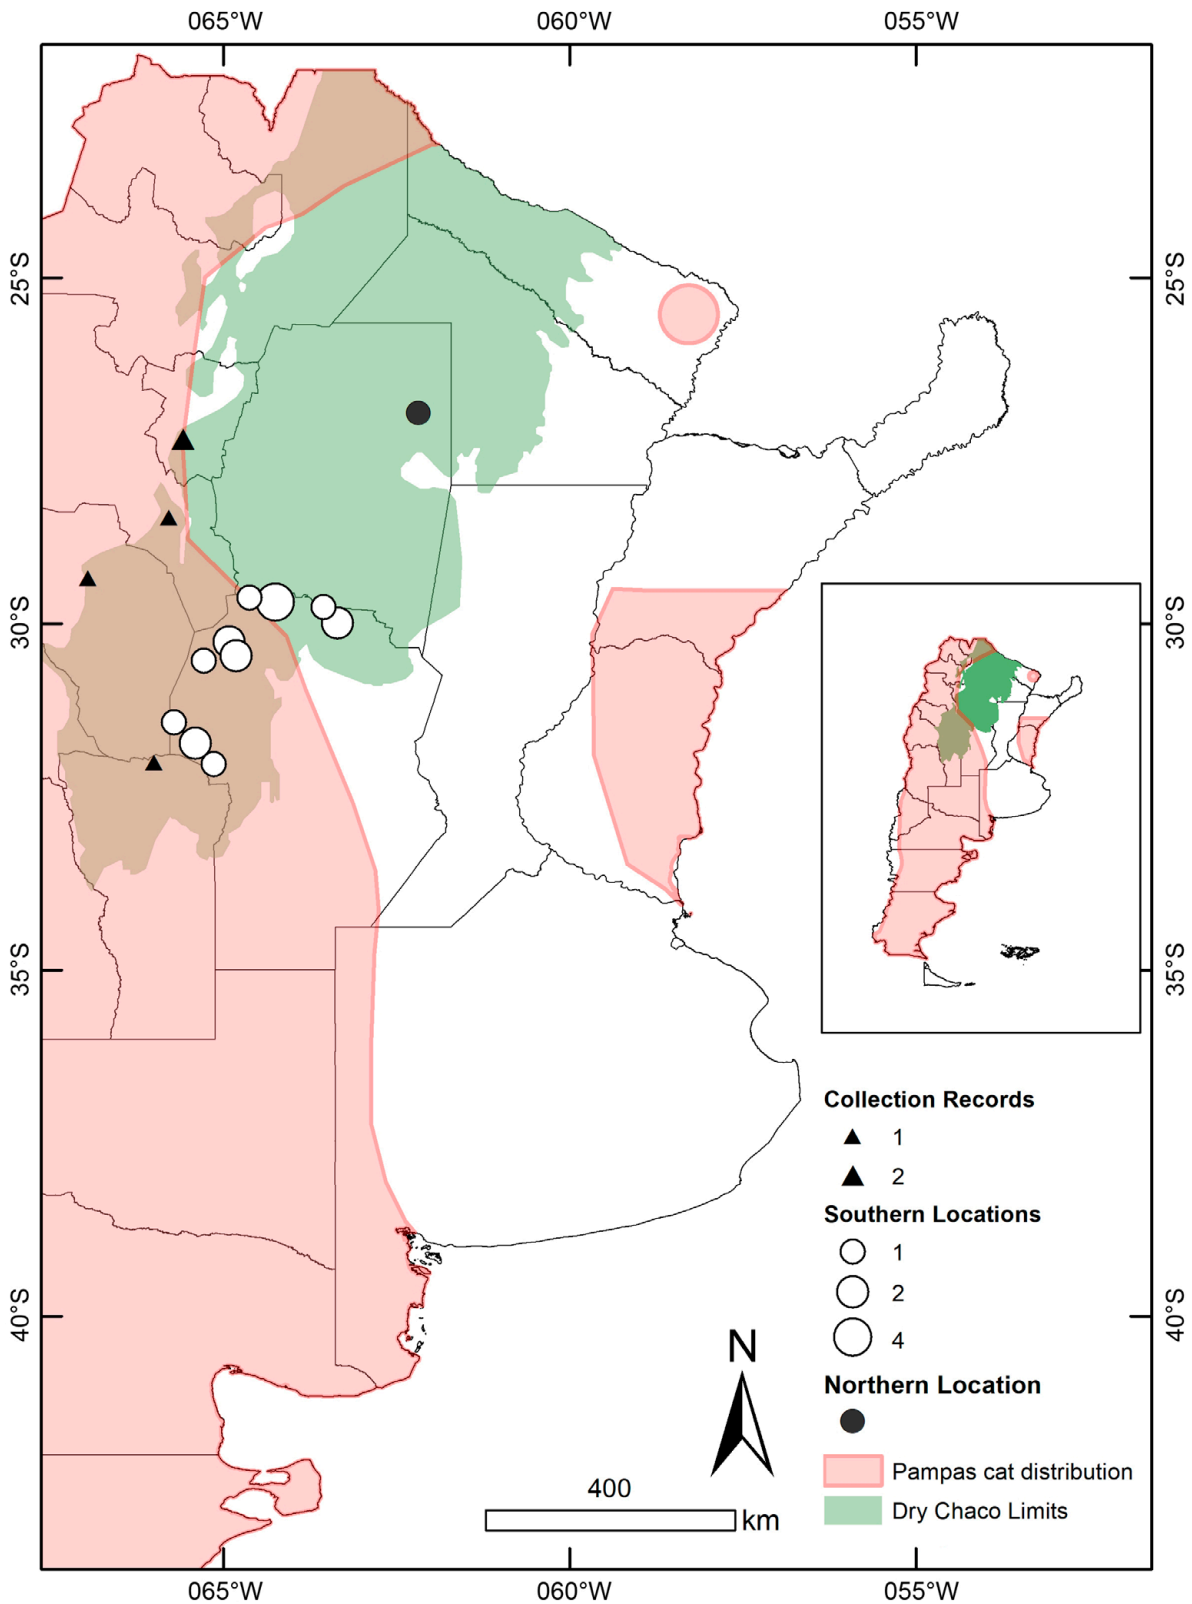 065°W 060°W 055°W
25°S 25°S
30°S 30°S
35°S 35°S
40°S 40°S
Collection Records
1
2
Southern Locations
1
2
4
Northern Location
Pampas cat distribution
Dry Chaco Limits
N
400
km
065°W 060°W 055°W